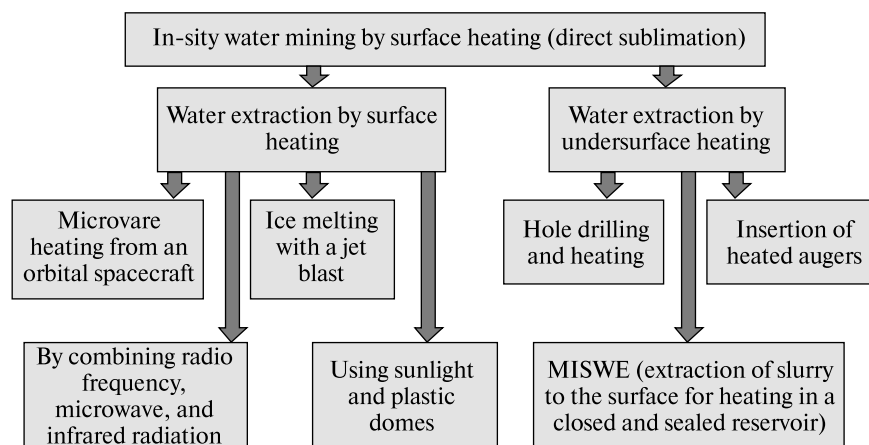 In-sity water mining by surface heating (direct sublimation)
Water extraction by surface
heating
Water extraction by
undersurface heating
Microvare
heating from an
orbital spacecraft
Ice melting
with a jet
blast
Hole drilling
and heating
Insertion of
heated augers
By combining radio
frequency,
microwave, and
infrared radiation
Using sunlight
and plastic
domes
MISWE (extraction of slurry
to the surface for heating in a
closed and sealed reservoir)